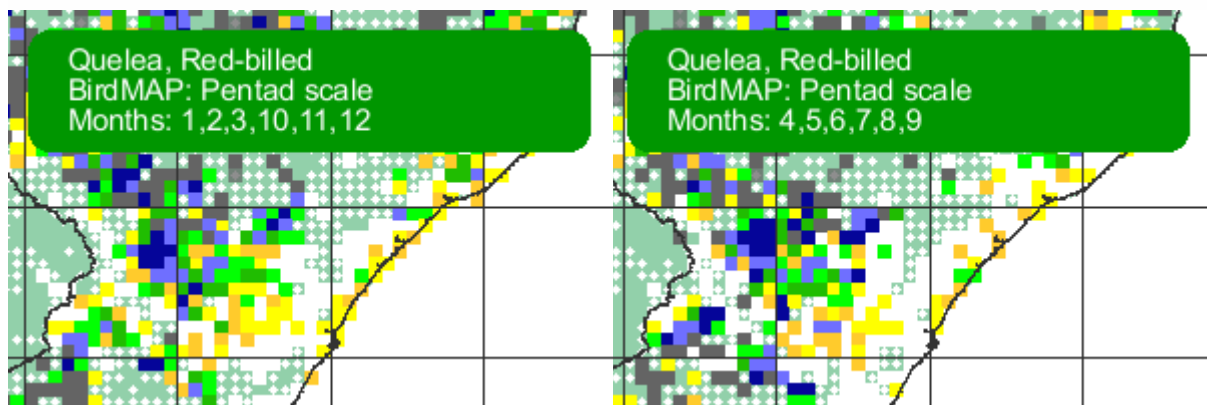 Quelea, Red-billed
BirdMAP: Pentad scale
Months: 1,2,3,10,11,12
Quelea, Red-billed
BirdMAP: Pentad scale
Months: 4,5,6,7,8,9